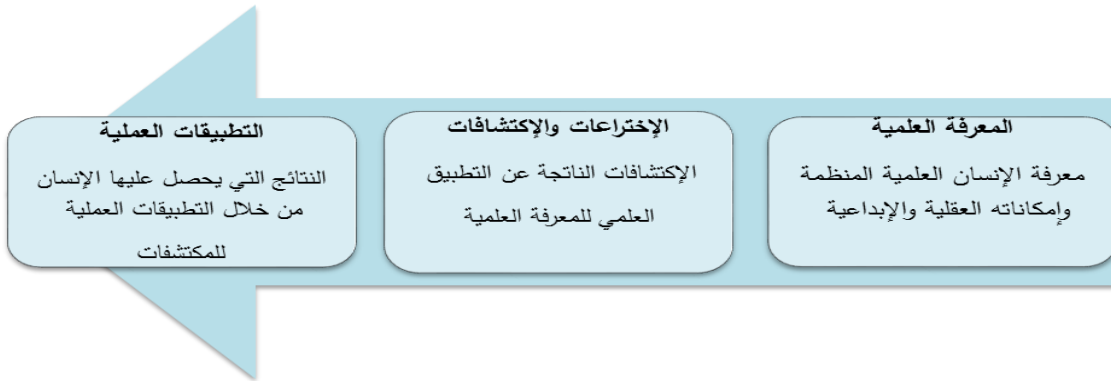 المعرفة العلمية
معرفة الإنسان العلمية المنظمة
وإمكاناته العقلية والإبداعية
الإختراعات والإكتشافات
الإكتشافات الناتجة عن التطبيق
العلمي للمعرفة العلمية
التطبيقات العملية
النتائج التي يحصل عليها الإنسان
من خلال التطبيقات العملية
للمكتشفات